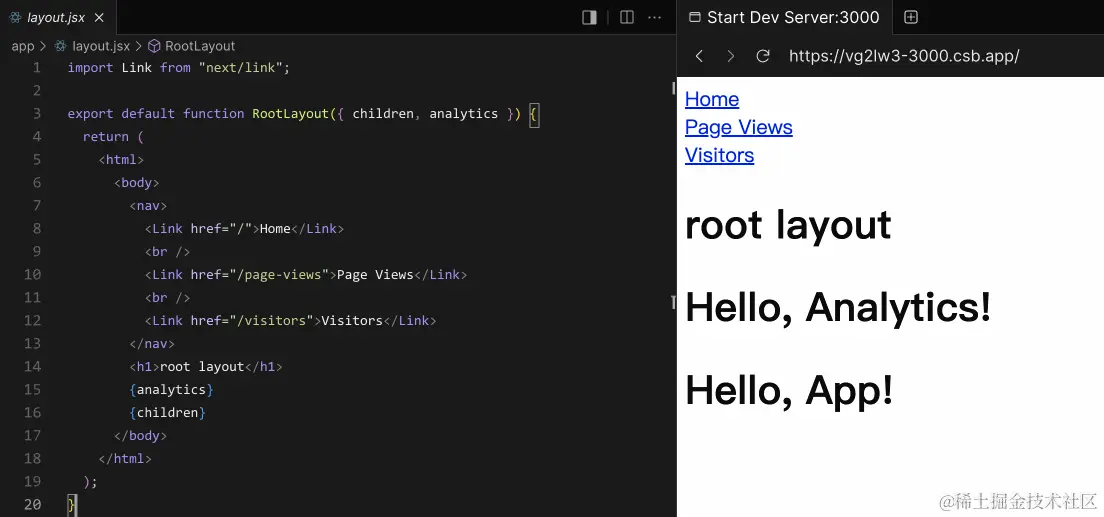 layout.jsx
app layout.jsx RootLayout
1 import Link from "next/link";
2
3 export default function RootLayout({ children, analytics }) {
4 return (
5 <html>
6 <body>
7 <nav>
8 <Link href="/">Home</Link>
9 <br />
10 <Link href="/page-views">Page Views</Link>
11 <br />
12 <Link href="/visitors">Visitors</Link>
13 </nav>
14 <h1>root layout</h1>
15 {analytics}
16 {children}
17 </body>
18 </html>
19 );
20 }
Start Dev Server:3000
https://vg2lw3-3000.csb.app/
Home
Page Views
Visitors
root layout
Hello, Analytics!
Hello, App!
@稀土掘金技术社区